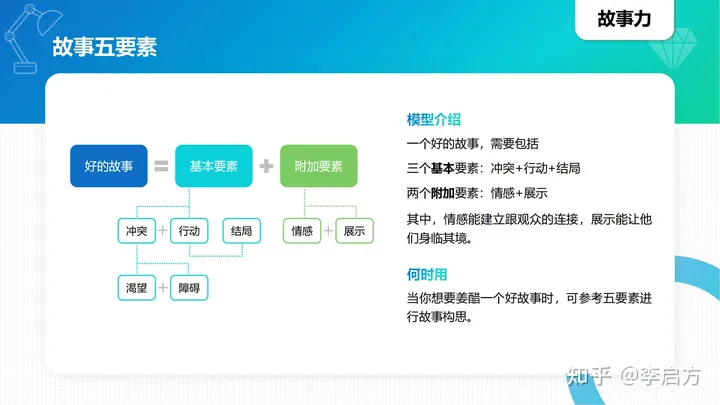 故事力
故事五要素
好的故事 = 基本要素 + 附加要素
冲突 + 行动 结局 情感 + 展示
渴望 + 障碍
模型介绍
一个好的故事，需要包括
三个基本要素：冲突+行动+结局
两个附加要素：情感+展示
其中，情感能建立跟观众的连接，展示能让他
们身临其境。
何时用
当你想要姜醋一个好故事时，可参考五要素进
行故事构思。
知乎 @李启方